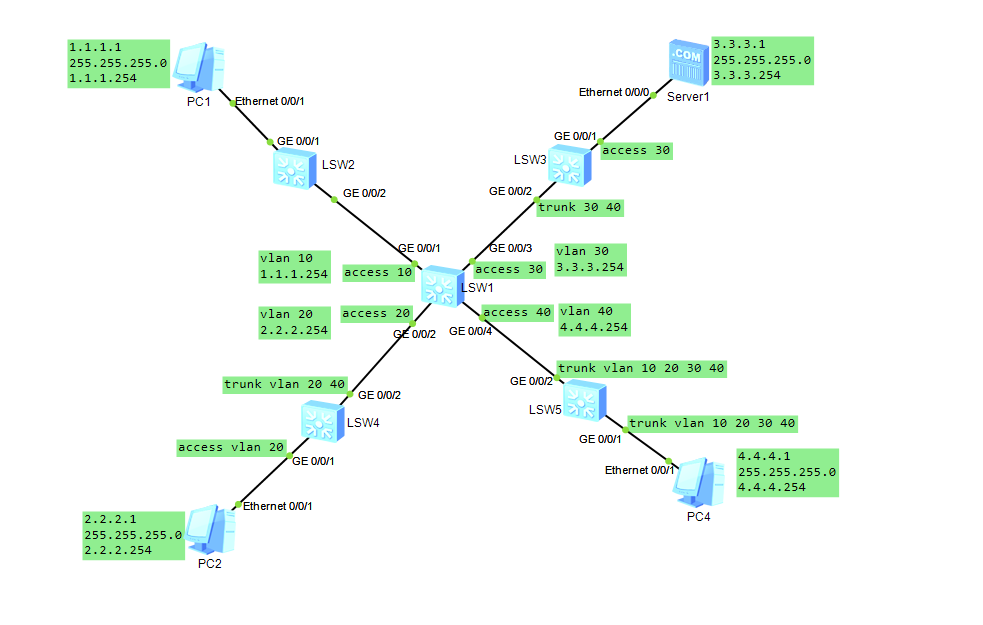 1.1.1.1
255.255.255.0
1.1.1.254
PC1
Ethernet 0/0/1
GE 0/0/1
LSW2
GE 0/0/2
3.3.3.1
255.255.255.0
3.3.3.254
.COM
Server1
Ethernet 0/0/0
GE 0/0/1
access 30
LSW3
GE 0/0/2
trunk 30 40
GE 0/0/1
GE 0/0/3
vlan 10
1.1.1.254
access 10
access 30
vlan 30
3.3.3.254
LSW1
vlan 20
2.2.2.254
access 20
GE 0/0/2
access 40
GE 0/0/4
vlan 40
4.4.4.254
trunk vlan 20 40
GE 0/0/2
LSW4
access vlan 20
GE 0/0/1
Ethernet 0/0/1
2.2.2.1
255.255.255.0
2.2.2.254
PC2
trunk vlan 10 20 30 40
GE 0/0/2
LSW5
trunk vlan 10 20 30 40
GE 0/0/1
Ethernet 0/0/1
4.4.4.1
255.255.255.0
4.4.4.254
PC4